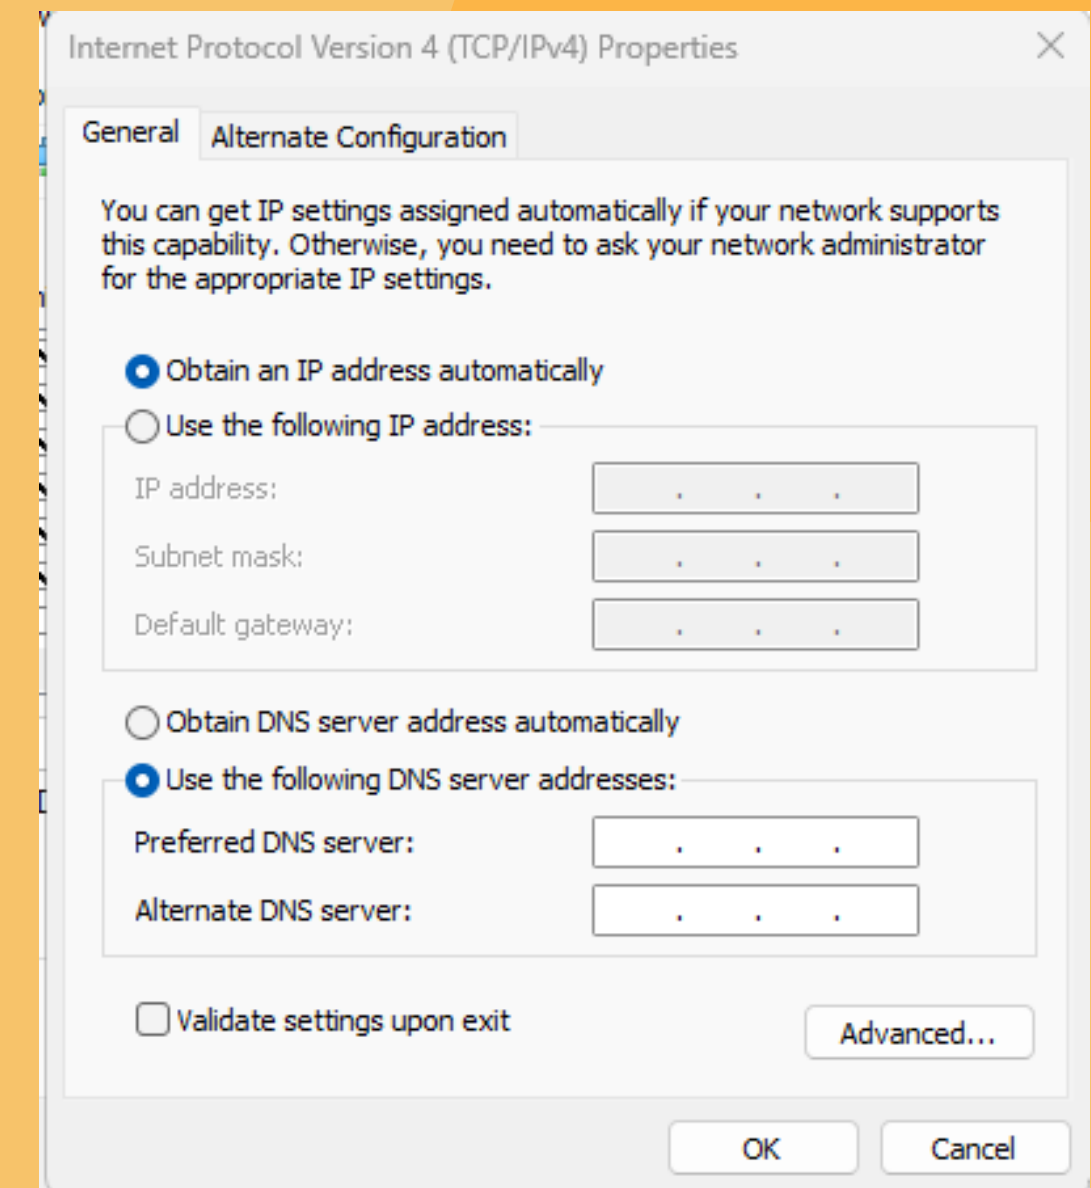 Internet Protocol Version 4 (TCP/IPv4) Properties
General
Alternate Configuration
You can get IP settings assigned automatically if your network supports
this capability. Otherwise, you need to ask your network administrator
for the appropriate IP settings.
Obtain an IP address automatically
Use the following IP address:
IP address:
. . .
Subnet mask:
. . .
Default gateway:
. . .
Obtain DNS server address automatically
Use the following DNS server addresses:
Preferred DNS server:
. . .
Alternate DNS server:
. . .
Validate settings upon exit
Advanced...
OK
Cancel